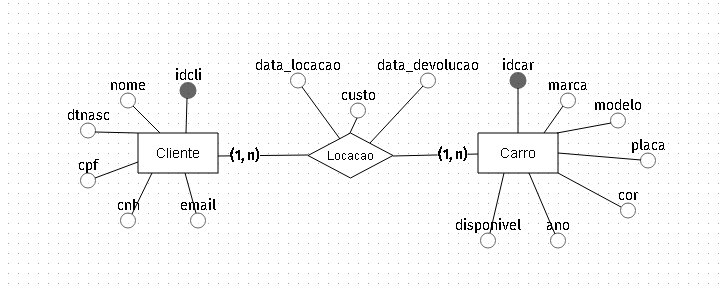 data_locacao
data_devolucao
custo
idcli
nome
dtnasc
cpf
cnh
email
Cliente
(1, n)
Locacao
(1, n)
Carro
idcar
marca
modelo
placa
cor
ano
disponivel